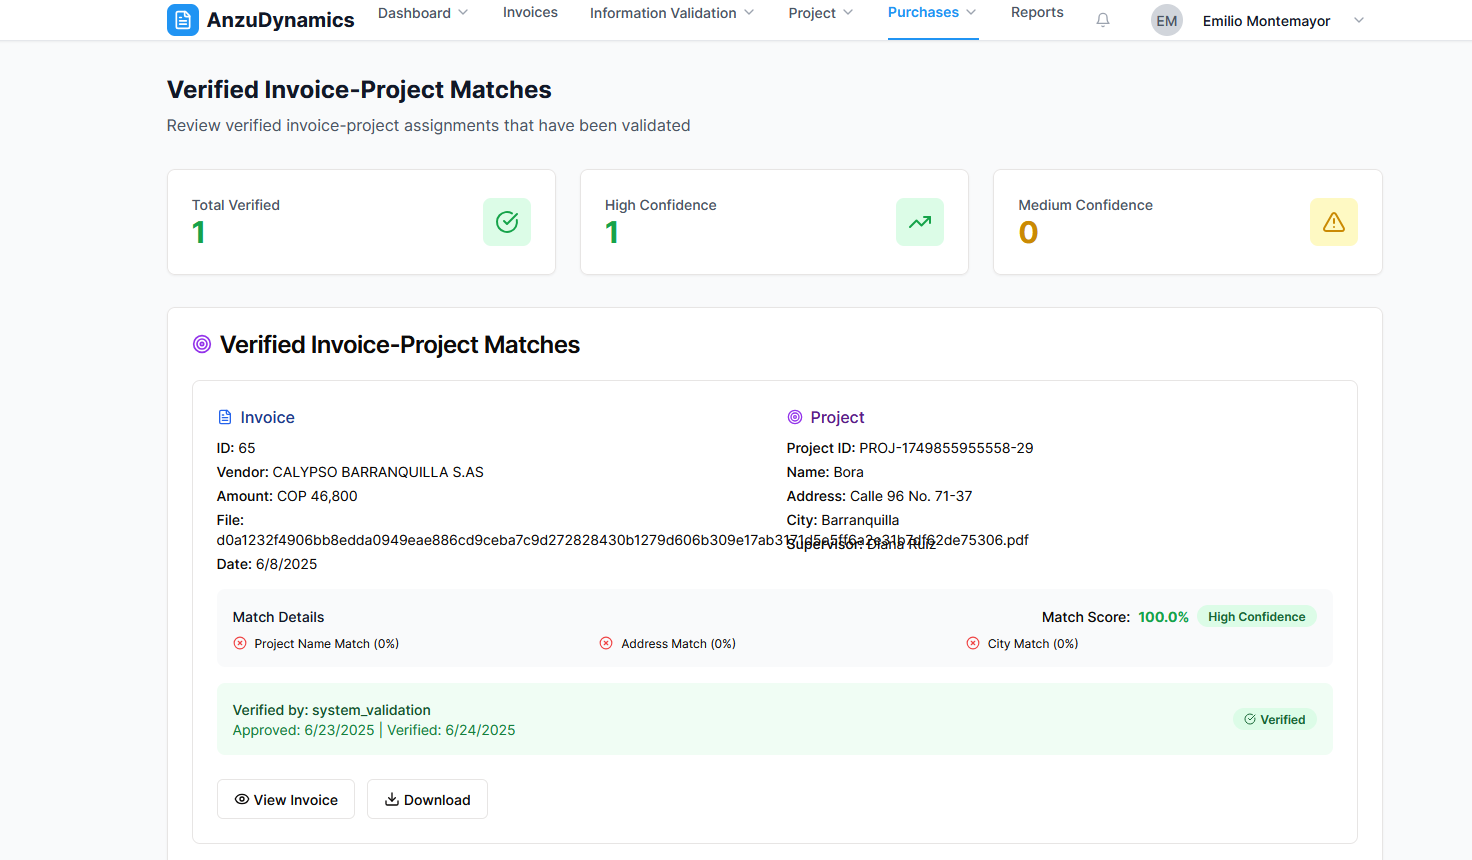 AnzuDynamics
Dashboard
Invoices
Information Validation
Project
Purchases
Reports
EM
Emilio Montemayor
Verified Invoice-Project Matches
Review verified invoice-project assignments that have been validated
Total Verified
1
High Confidence
1
Medium Confidence
0
Verified Invoice-Project Matches
Invoice
ID: 65
Vendor: CALYPSO BARRANQUILLA S.AS
Amount: COP 46,800
File:
d0a1232f4906bb8edda0949eae886cd9ceba7c9d272828430b1279d606b309e17ab3171d5e5ff6a2e31b7df62de75306.pdf
Date: 6/8/2025
Project
Project ID: PROJ-1749855955558-29
Name: Bora
Address: Calle 96 No. 71-37
City: Barranquilla
Supervisor: Diana Ruiz
Match Details
Match Score: 100.0% High Confidence
Project Name Match (0%)
Address Match (0%)
City Match (0%)
Verified by: system_validation
Approved: 6/23/2025 | Verified: 6/24/2025
Verified
View Invoice
Download